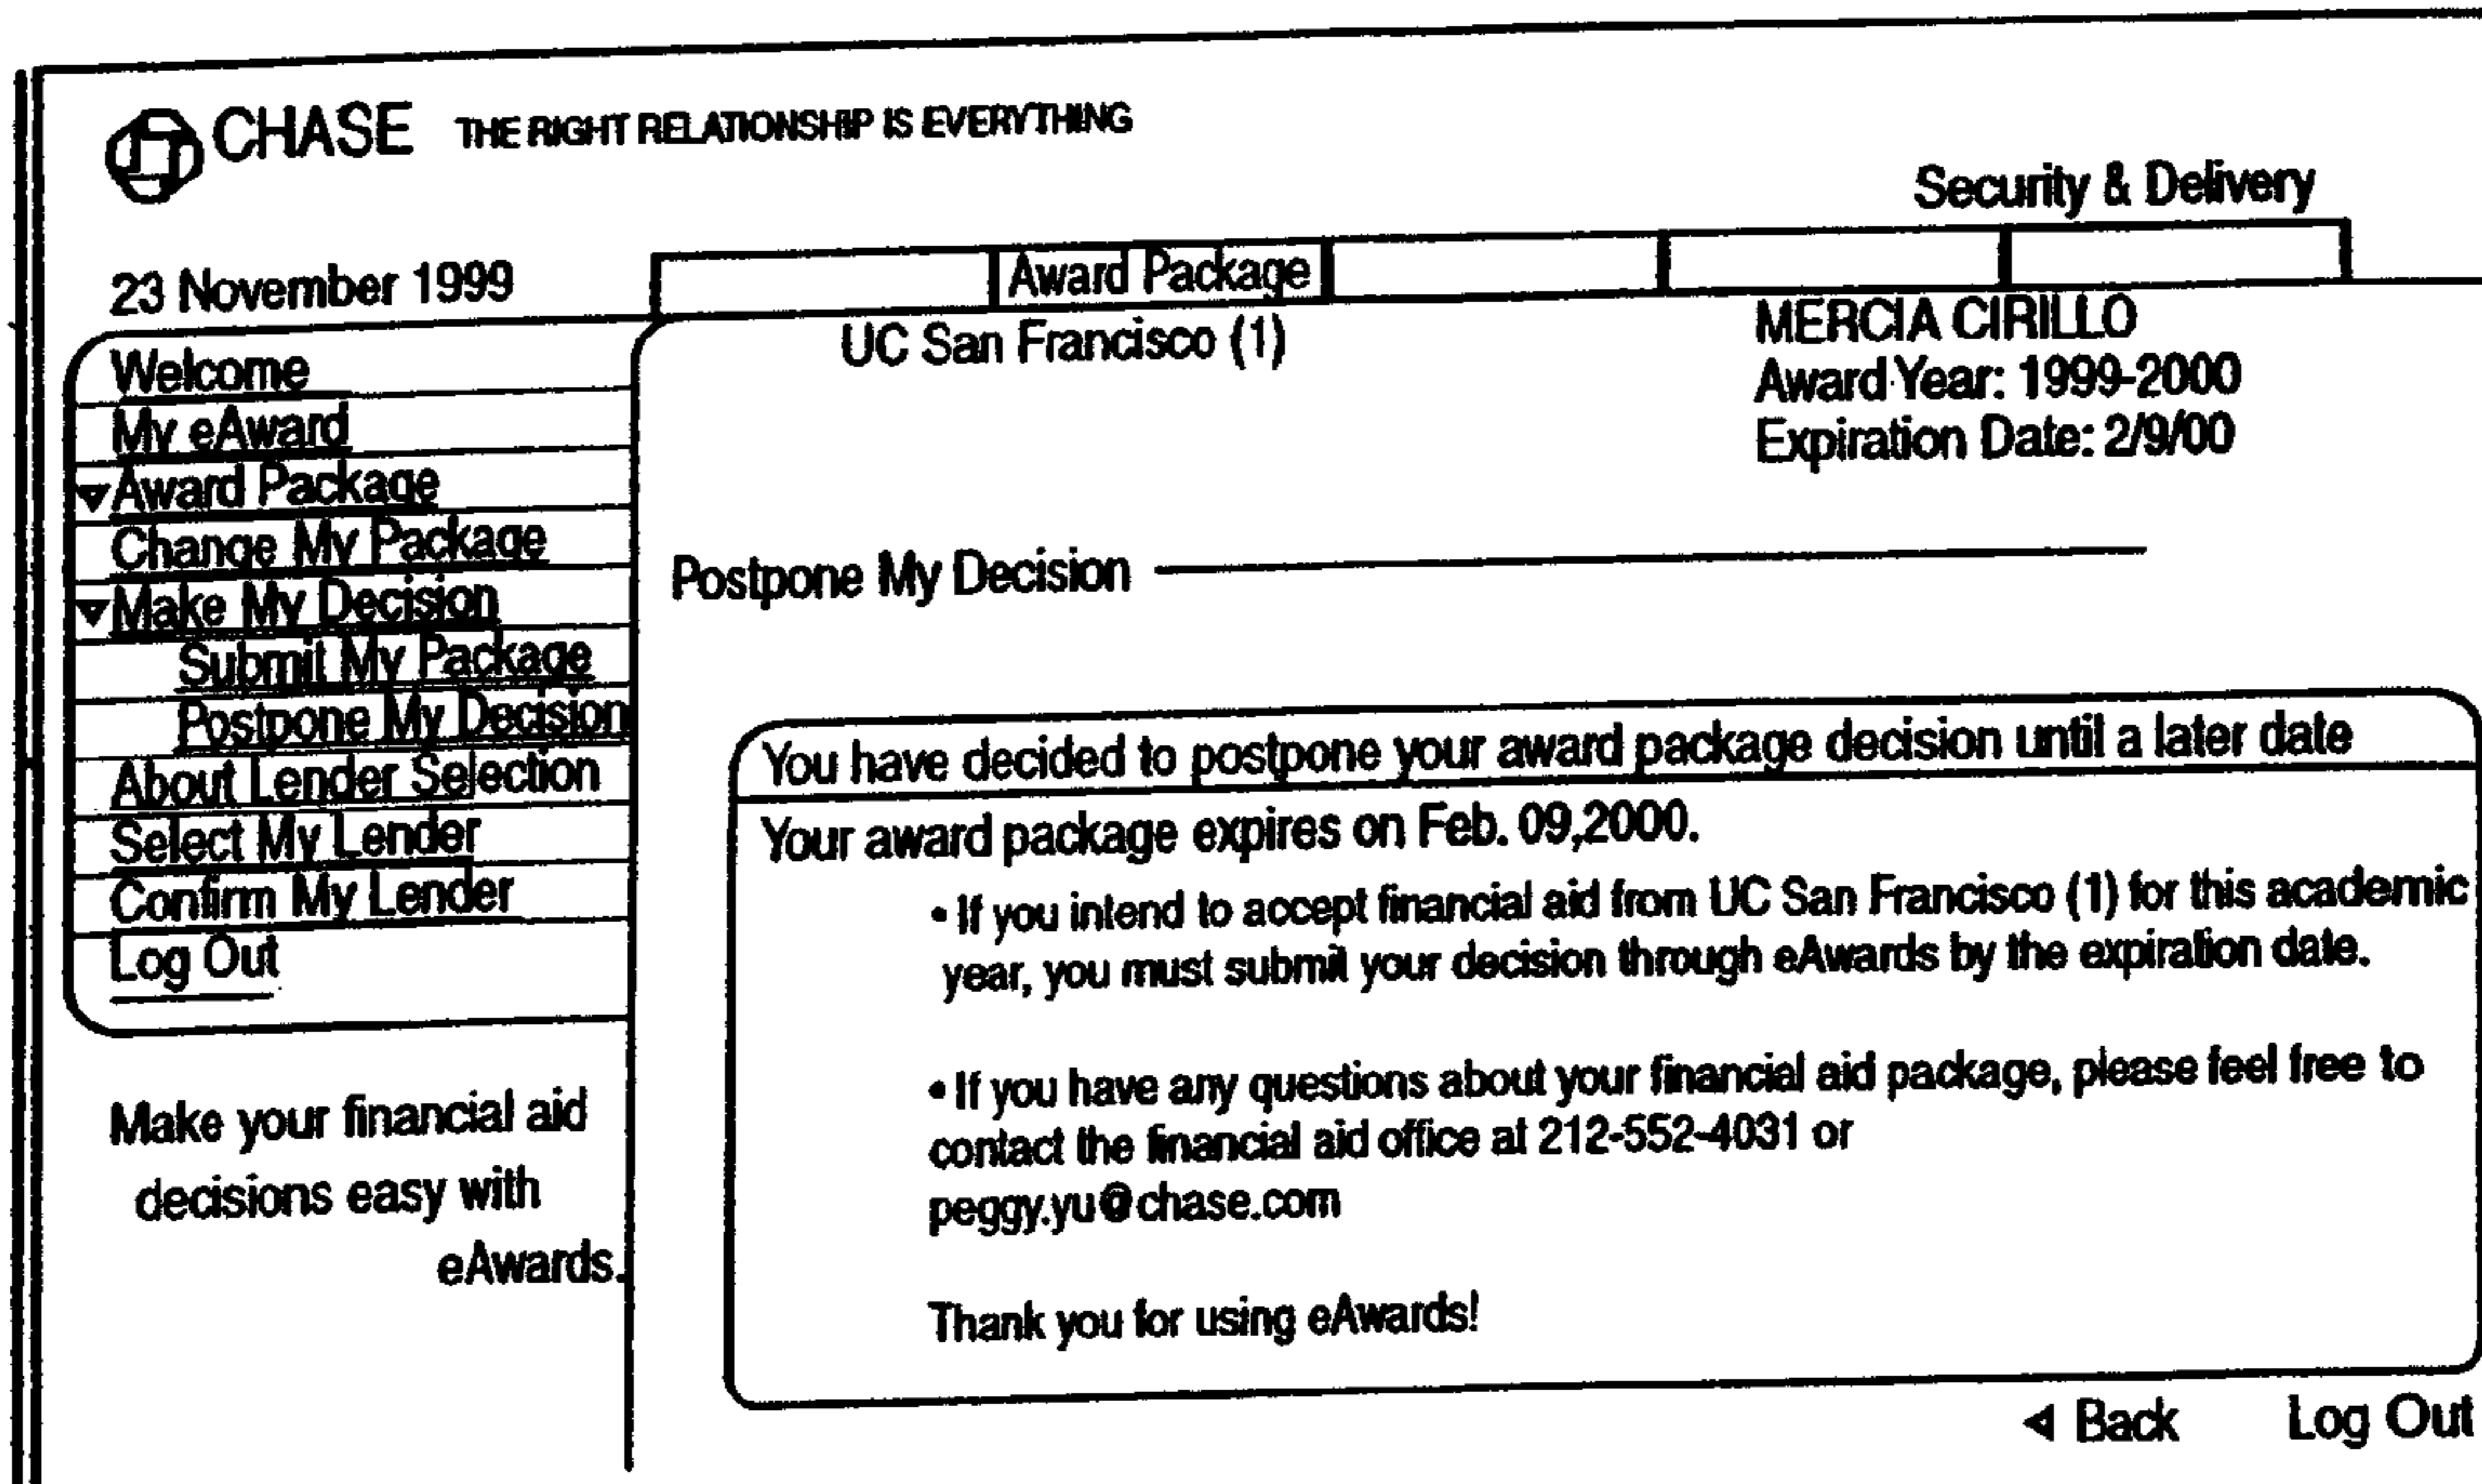 CHASE THE RIGHT RELATIONSHIP IS EVERYTHING
Security & Delivery
23 November 1999
Award Package
UC San Francisco (1)
MERCIA CIRILLO
Award Year: 1999-2000
Expiration Date: 2/9/00
Welcome
My eAward
Award Package
Change My Package
Make My Decision
Submit My Package
Postpone My Decision
About Lender Selection
Select My Lender
Confirm My Lender
Log Out
Make your financial aid
decisions easy with
eAwards.
Postpone My Decision
You have decided to postpone your award package decision until a later date
Your award package expires on Feb. 09,2000.
• If you intend to accept financial aid from UC San Francisco (1) for this academic
year, you must submit your decision through eAwards by the expiration date.
• If you have any questions about your financial aid package, please feel free to
contact the financial aid office at 212-552-4031 or
peggy.yu@chase.com
Thank you for using eAwards!
◄ Back Log Out